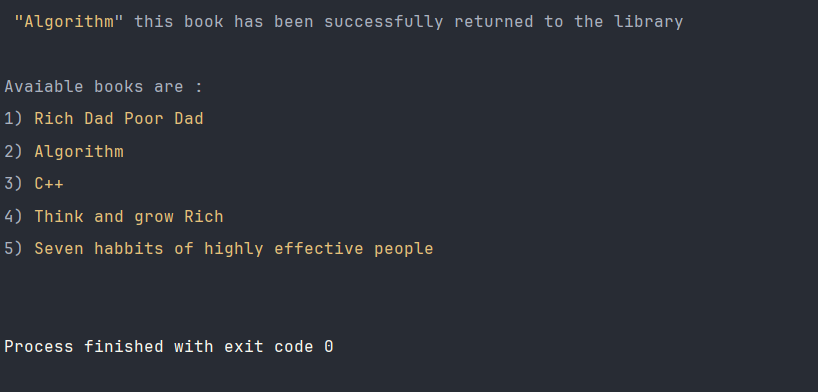 "Algorithm" this book has been successfully returned to the library
Avaiable books are :
1) Rich Dad Poor Dad
2) Algorithm
3) C++
4) Think and grow Rich
5) Seven habbits of highly effective people
Process finished with exit code 0